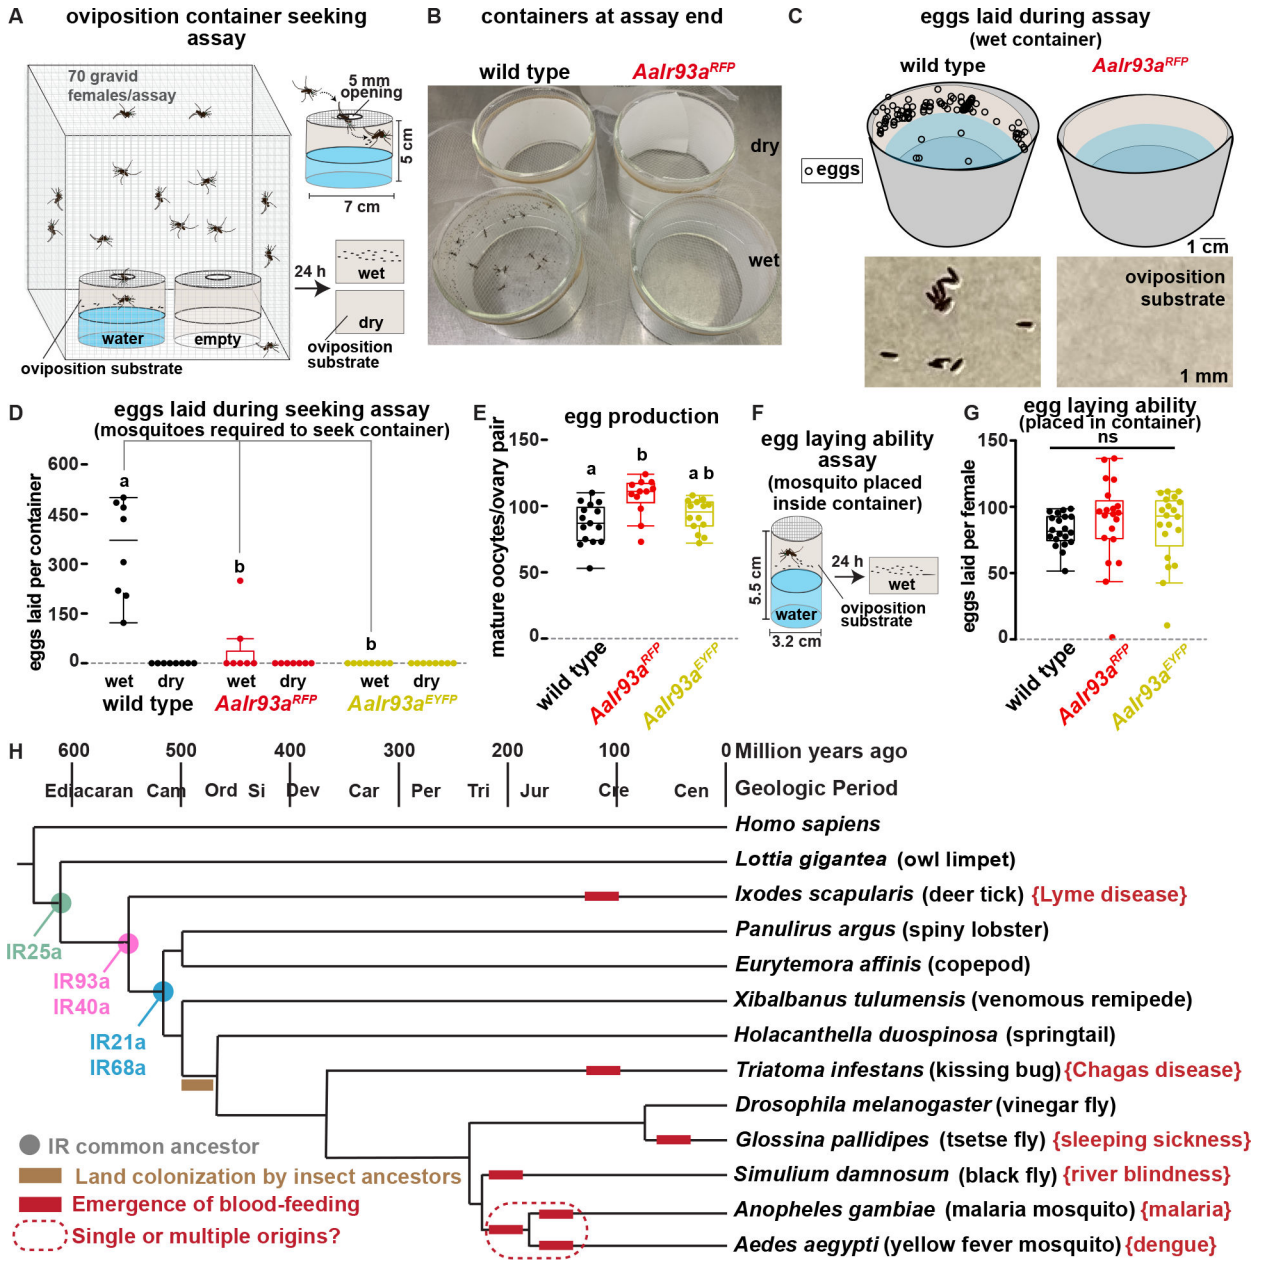 A
oviposition container seeking
assay
70 gravid
females/assay
5 mm
opening
5 cm
7 cm
24 h
wet
dry
water
empty
oviposition substrate
oviposition
substrate
B
containers at assay end
wild type
AaIr93aRFP
dry
wet
C
eggs laid during assay
(wet container)
wild type
AaIr93aRFP
eggs
1 cm
oviposition
substrate
1 mm
D
eggs laid during seeking assay
(mosquitoes required to seek container)
eggs laid per container
600
450
300
150
0
a
b
b
wet
dry
wet
dry
wet
dry
wild type
AaIr93aRFP
AaIr93aEYFP
E
egg production
mature oocytes/ovary pair
150
100
50
0
a
b
a b
wild type
AaIr93aRFP
AaIr93aEYFP
F
egg laying ability
assay
(mosquito placed
inside container)
5.5 cm
24 h
wet
water
oviposition
substrate
3.2 cm
G
egg laying ability
(placed in container)
ns
eggs laid per female
150
100
50
0
wild type
AaIr93aRFP
AaIr93aEYFP
H
600 500 400 300 200 100 0 Million years ago
Ediacaran Cam Ord Si Dev Car Per Tri Jur Cre Cen Geologic Period
Homo sapiens
Lottia gigantea (owl limpet)
Ixodes scapularis (deer tick) {Lyme disease}
Panulirus argus (spiny lobster)
IR25a
Eurytemora affinis (copepod)
IR93a
IR40a
Xibalbanus tulumensis (venomous remipede)
Holacanthella duospinosa (springtail)
IR21a
IR68a
Triatoma infestans (kissing bug) {Chagas disease}
Drosophila melanogaster (vinegar fly)
Glossina pallidipes (tsetse fly) {sleeping sickness}
IR common ancestor
Land colonization by insect ancestors
Simulium damnosum (black fly) {river blindness}
Emergence of blood-feeding
Anopheles gambiae (malaria mosquito) {malaria}
Single or multiple origins?
Aedes aegypti (yellow fever mosquito) {dengue}